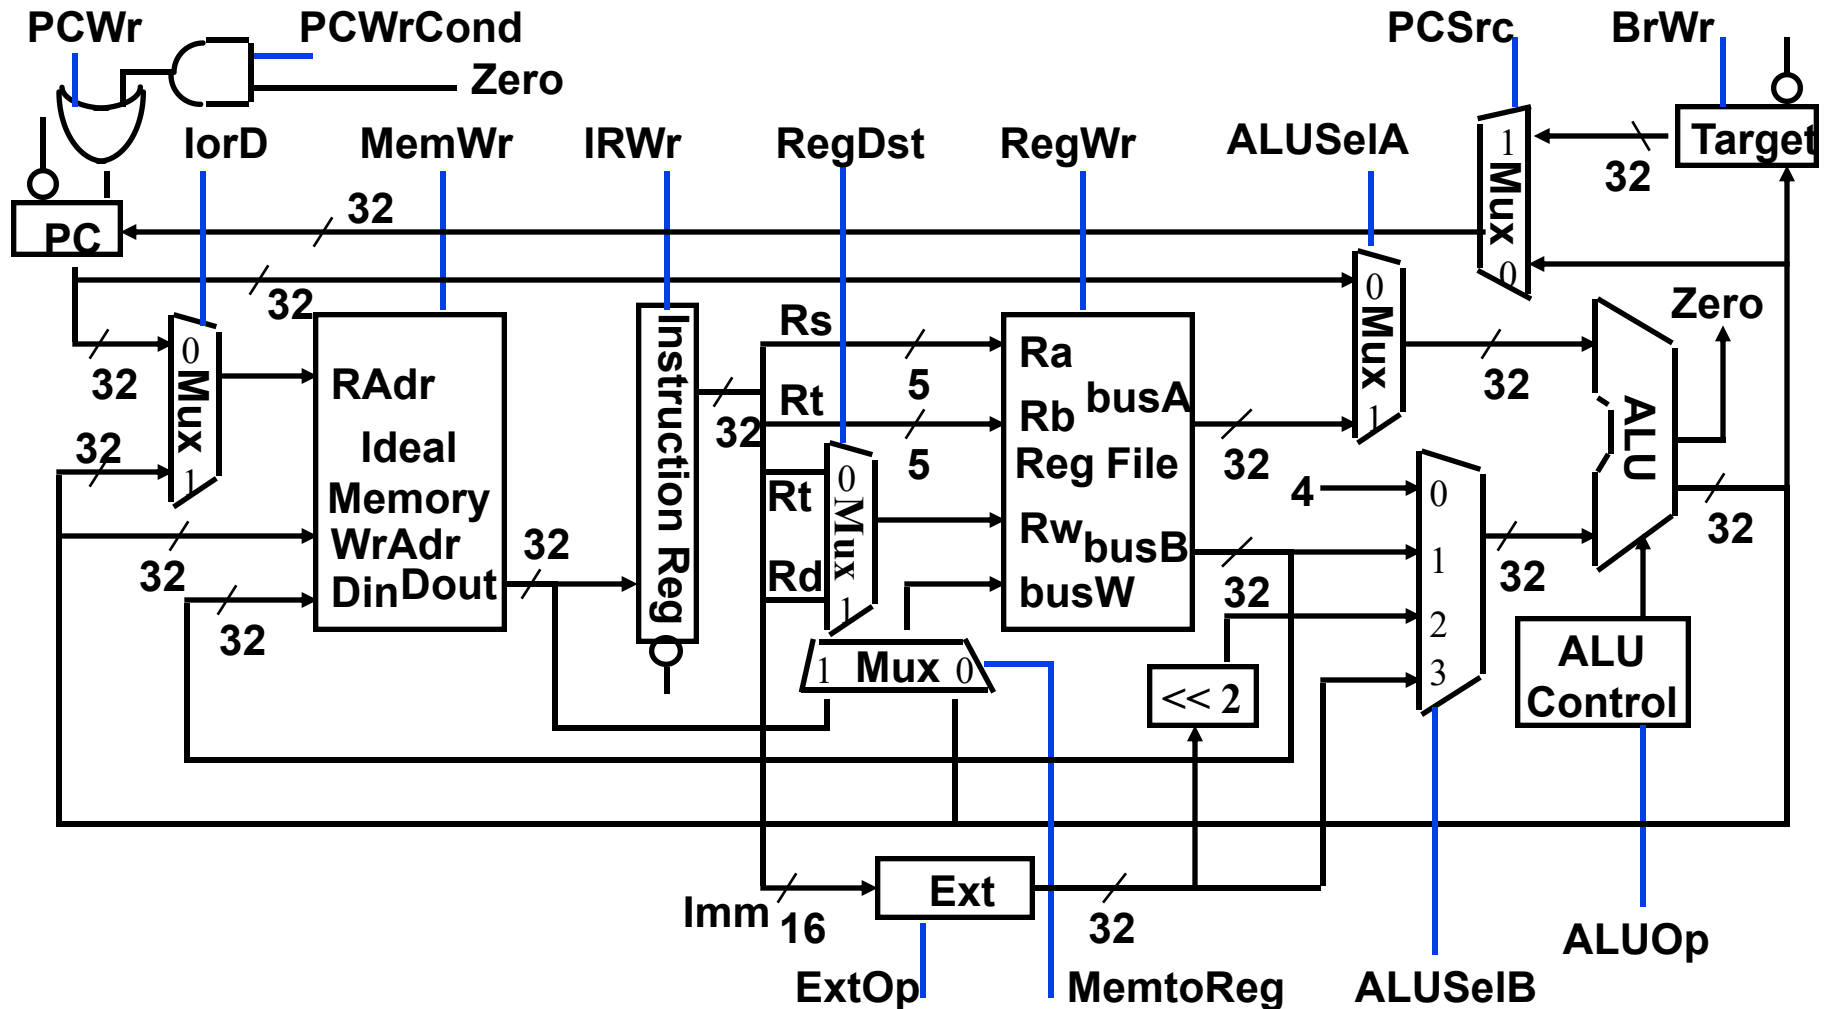 PCWr
PCWrCond
PCSrc
BrWr
Zero
IorD
MemWr
IRWr
RegDst
RegWr
ALUSelA
1
Mux
0
32
Target
32
PC
32
0
Mux
1
Zero
32
0
Mux
1
32
RAdr
Ideal
Memory
WrAdr
Din
Dout
32
32
32
32
Instruction Reg
32
Rs
5
Rt
5
Rt
Rd
0
Mux
1
Ra
Rb
busA
Reg File
Rw
busB
busW
32
32
32
4
0
1
2
3
32
ALU
32
1 Mux 0
<< 2
ALU
Control
Imm
16
Ext
32
ExtOp
MemtoReg
ALUSelB
ALUOp